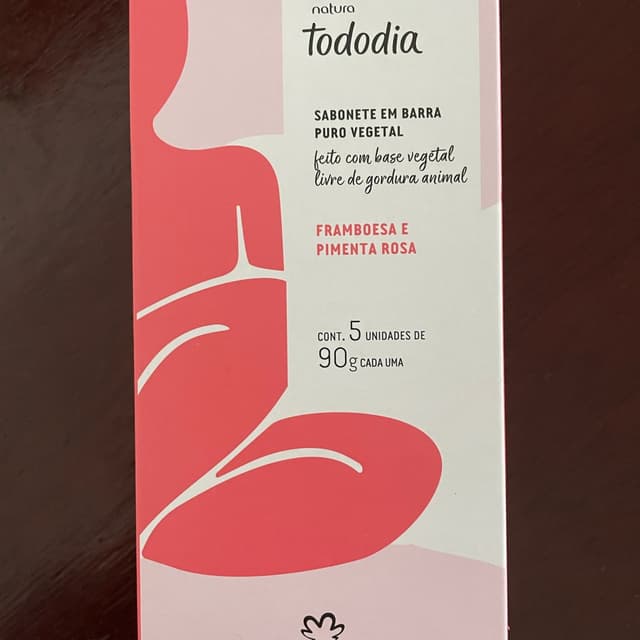 natura
tododia
SABONETE EM BARRA
PURO VEGETAL
feito com base vegetal
livre de gordura animal
FRAMBOESA E
PIMENTA ROSA
CONT. 5 UNIDADES DE
90g CADA UMA